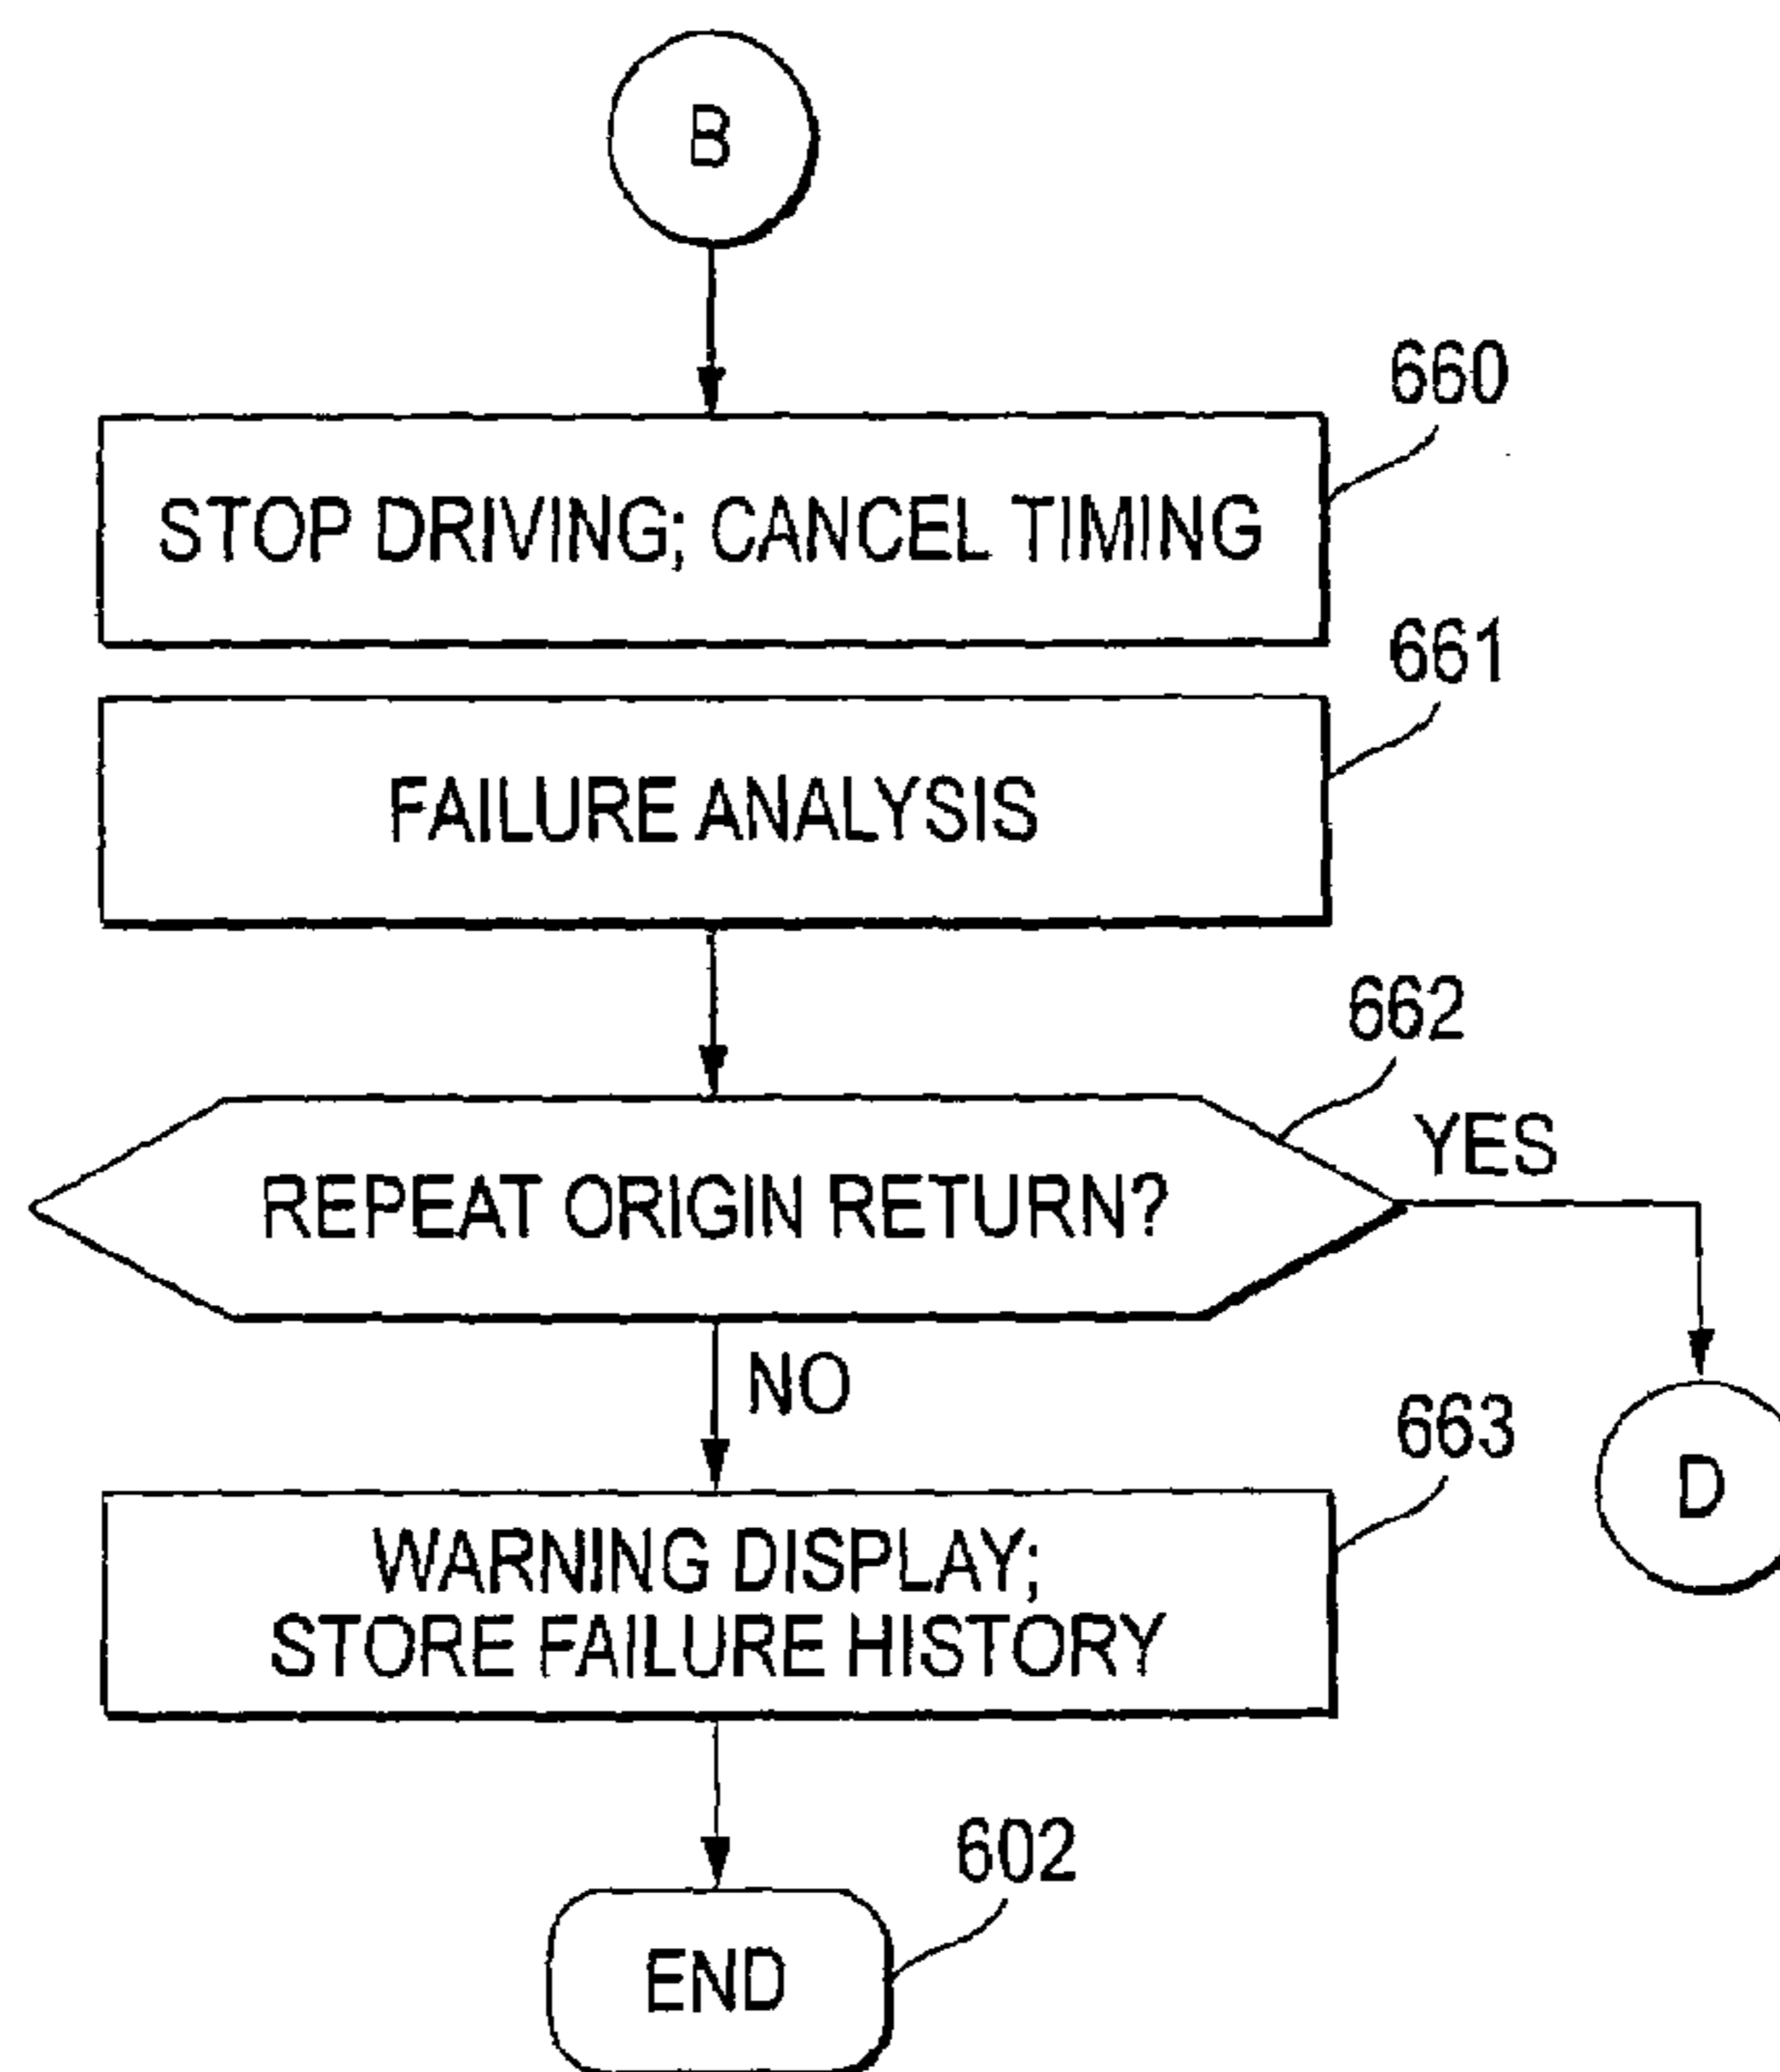 B
660
STOP DRIVING; CANCEL TIMING
661
FAILURE ANALYSIS
662
YES
REPEAT ORIGIN RETURN?
NO
663
D
WARNING DISPLAY;
STORE FAILURE HISTORY
602
END